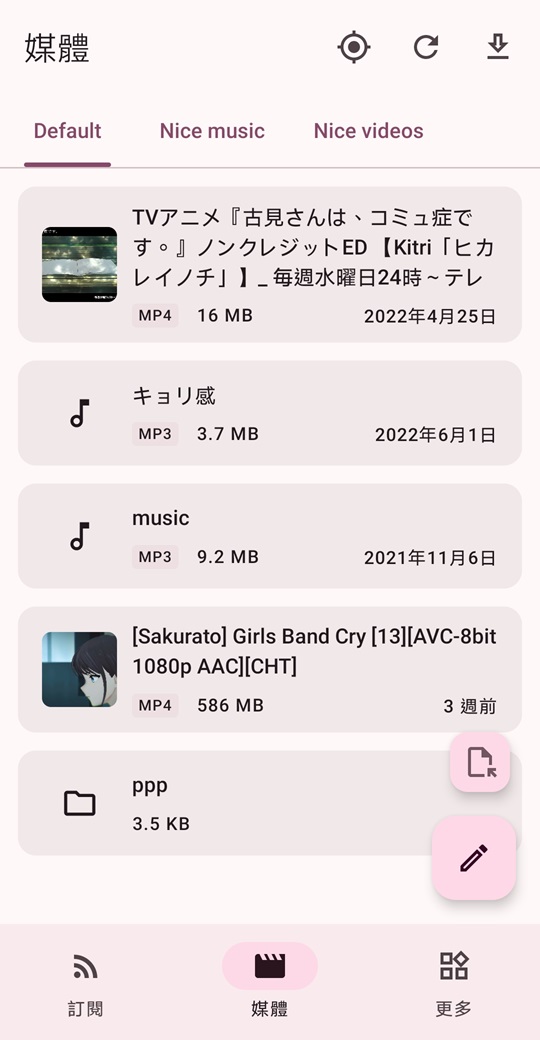 媒體
Default
Nice music
Nice videos
TVアニメ『古見さんは、コミュ症で
す。』ノンクレジットED 【Kitri「ヒカ
レイノチ」】_ 毎週水曜日24時～テレ
MP4 16 MB 2022年4月25日
キョリ感
MP3 3.7 MB 2022年6月1日
music
MP3 9.2 MB 2021年11月6日
[Sakurato] Girls Band Cry [13][AVC-8bit
1080p AAC][CHT]
MP4 586 MB 3 週前
ppp
3.5 KB
訂閱
媒體
更多